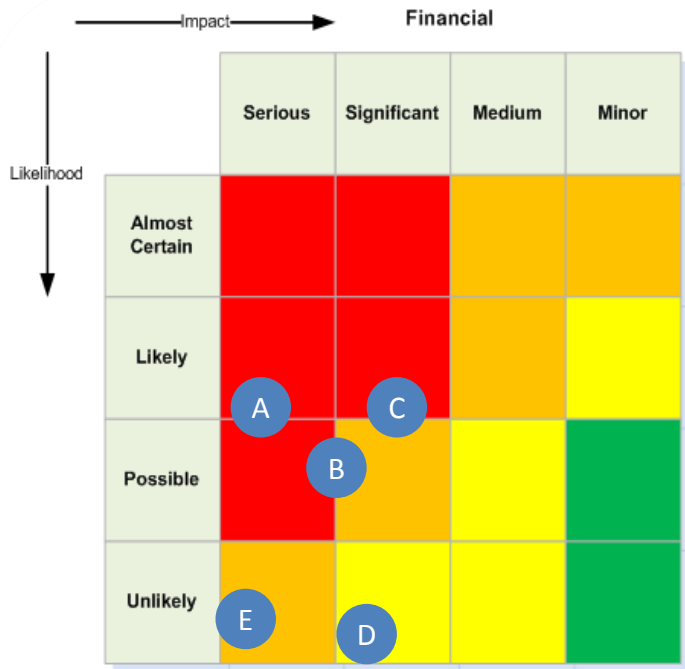 Impact
Financial
Serious
Significant
Medium
Minor
Likelihood
Almost
Certain
Likely
A
C
B
Possible
Unlikely
E
D